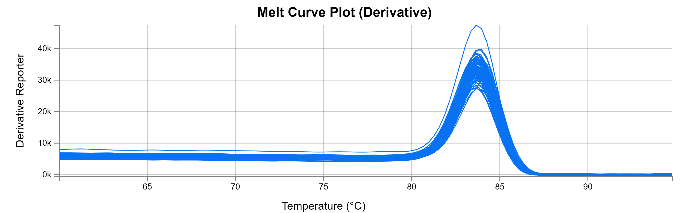 Melt Curve Plot (Derivative)
40k
30k
20k
10k
0k
Derivative Reporter
65 70 75 80 85 90
Temperature (°C)